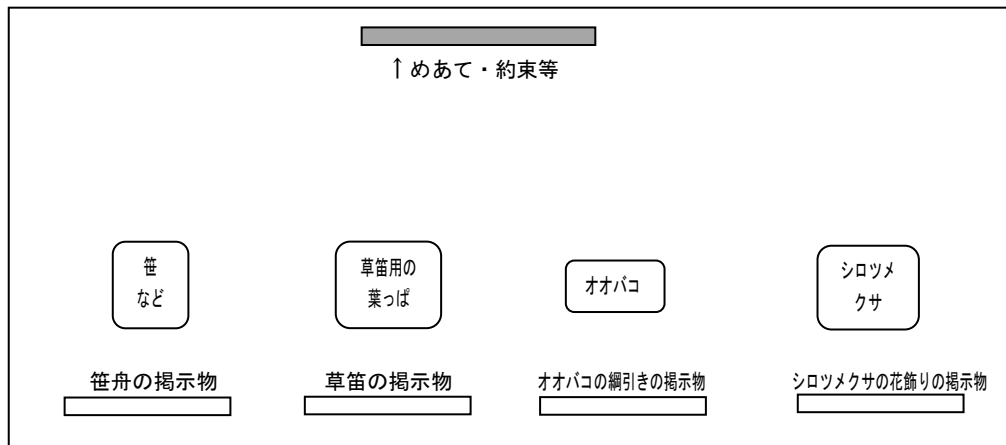 ↑めあて・約束等
笹
など
草笛用の
葉っぱ
オオバコ
シロツメ
クサ
笹舟の掲示物
草笛の掲示物
オオバコの綱引きの掲示物
シロツメクサの花飾りの掲示物